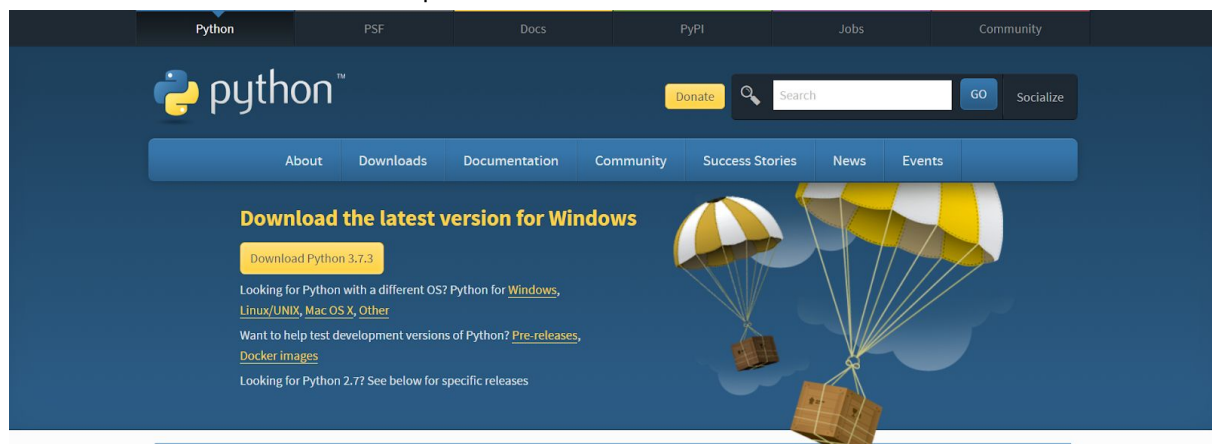 Python PSF Docs PyPI Jobs Community
python™
Donate Search GO Socialize
About Downloads Documentation Community Success Stories News Events
Download the latest version for Windows
Download Python 3.7.3
Looking for Python with a different OS? Python for Windows,
Linux/UNIX, Mac OS X, Other
Want to help test development versions of Python? Pre-releases,
Docker images
Looking for Python 2.7? See below for specific releases